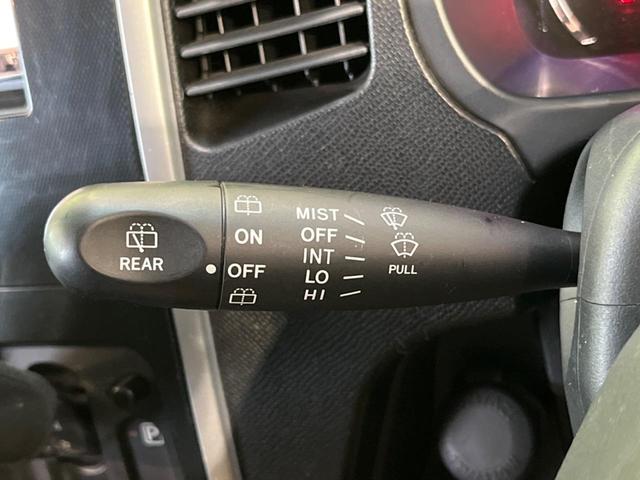 REAR
ON
OFF
MIST
OFF
INT
LO
HI
PULL
P